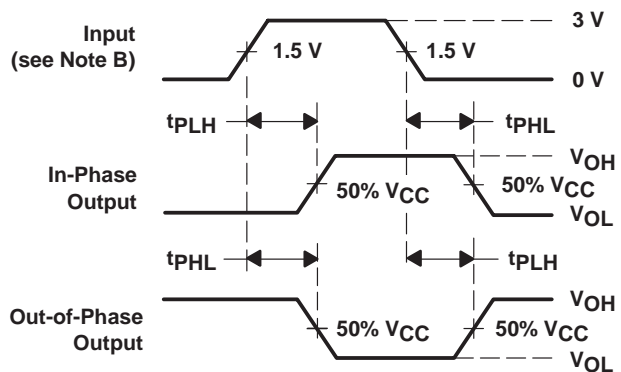 3 V
Input
(see Note B)
1.5 V
1.5 V
0 V
tPLH
tPHL
In-Phase
Output
VOH
50% VCC
50% VCC
VOL
tPHL
tPLH
Out-of-Phase
Output
VOH
50% VCC
50% VCC
VOL